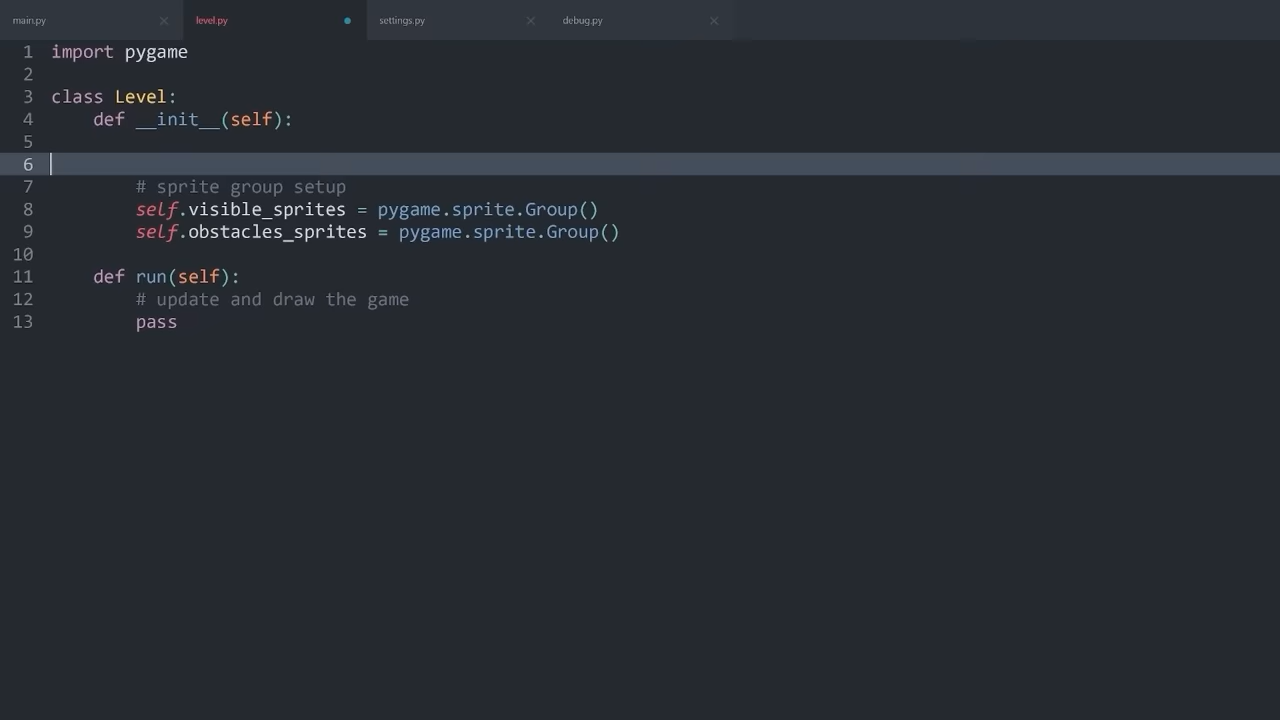 main.py × level.py settings.py × debug.py ×
1 import pygame
2
3 class Level:
4     def __init__(self):
5
6
7         # sprite group setup
8         self.visible_sprites = pygame.sprite.Group()
9         self.obstacles_sprites = pygame.sprite.Group()
10
11     def run(self):
12         # update and draw the game
13         pass